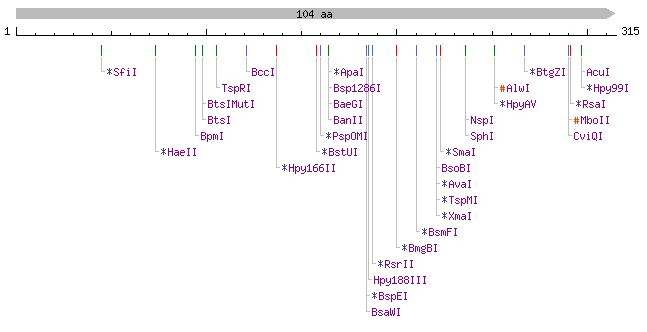 104 aa
1 315
*SfiI BccI *ApaI *BtgZI AcuI
TspRI Bsp1286I #AlwI *Hpy99I
BtsIMutI BaeGI *HpyAV *RsaI
BtsI BanII NspI #MboII
BpmI *PspOMI SphI CviQI
*HaeII *BstUI *SmaI
*Hpy166II BsoBI
*AvaI
*TspMI
*XmaI
*BsmFI
*BmgBI
*RsrII
Hpy188III
*BspEI
BsaWI